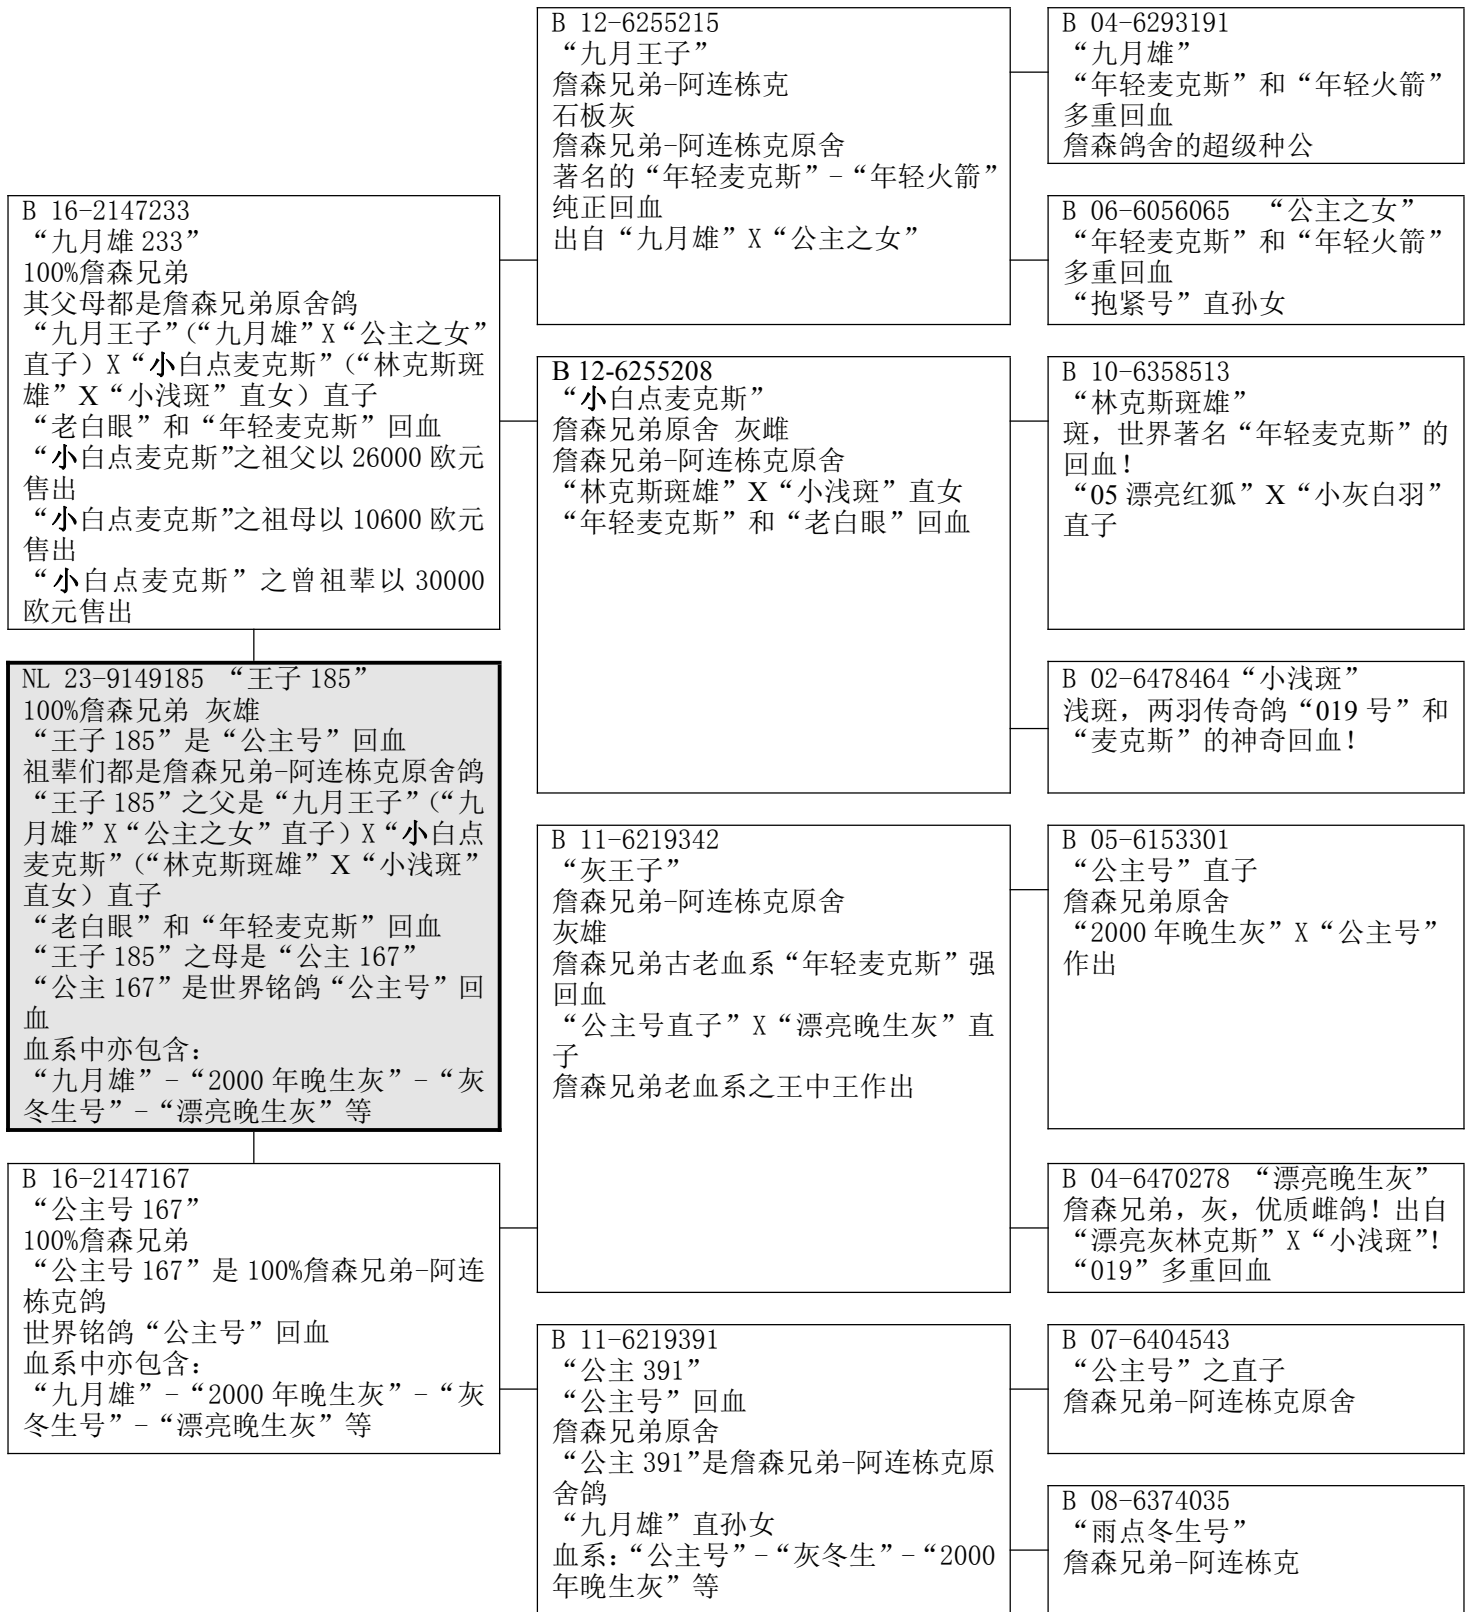 B 16-2147233
“九月雄 233”
100%詹森兄弟
其父母都是詹森兄弟原舍鸽
“九月王子”（“九月雄”X“公主之女”
直子）X“小白点麦克斯”（“林克斯斑
雄”X“小浅斑”直女）直子
“老白眼”和“年轻麦克斯”回血
“小白点麦克斯”之祖父以 26000 欧元
售出
“小白点麦克斯”之祖母以 10600 欧元
售出
“小白点麦克斯”之曾祖辈以 30000
欧元售出
NL 23-9149185 “王子 185”
100%詹森兄弟 灰雄
“王子 185”是“公主号”回血
祖辈们都是詹森兄弟-阿连栋克原舍鸽
“王子 185”之父是“九月王子”（“九
月雄”X“公主之女”直子）X“小白点
麦克斯”（“林克斯斑雄”X“小浅斑”
直女）直子
“老白眼”和“年轻麦克斯”回血
“王子 185”之母是“公主 167”
“公主 167”是世界铭鸽“公主号”回
血
血系中亦包含：
“九月雄”-“2000 年晚生灰”-“灰
冬生号”-“漂亮晚生灰”等
B 16-2147167
“公主号 167”
100%詹森兄弟
“公主号 167”是 100%詹森兄弟-阿连
栋克鸽
世界铭鸽“公主号”回血
血系中亦包含：
“九月雄”-“2000 年晚生灰”-“灰
冬生号”-“漂亮晚生灰”等
B 12-6255215
“九月王子”
詹森兄弟-阿连栋克
石板灰
詹森兄弟-阿连栋克原舍
著名的“年轻麦克斯”-“年轻火箭”
纯正回血
出自“九月雄”X“公主之女”
B 12-6255208
“小白点麦克斯”
詹森兄弟原舍 灰雌
詹森兄弟-阿连栋克原舍
“林克斯斑雄”X“小浅斑”直女
“年轻麦克斯”和“老白眼”回血
B 11-6219342
“灰王子”
詹森兄弟-阿连栋克原舍
灰雄
詹森兄弟古老血系“年轻麦克斯”强
回血
“公主号直子”X“漂亮晚生灰”直
子
詹森兄弟老血系之王中王作出
B 11-6219391
“公主 391”
“公主号”回血
詹森兄弟原舍
“公主 391”是詹森兄弟-阿连栋克原
舍鸽
“九月雄”直孙女
血系：“公主号”-“灰冬生”-“2000
年晚生灰”等
B 04-6293191
“九月雄”
“年轻麦克斯”和“年轻火箭”
多重回血
詹森鸽舍的超级种公
B 06-6056065 “公主之女”
“年轻麦克斯”和“年轻火箭”
多重回血
“抱紧号”直孙女
B 10-6358513
“林克斯斑雄”
斑，世界著名“年轻麦克斯”的
回血！
“05 漂亮红狐”X“小灰白羽”
直子
B 02-6478464“小浅斑”
浅斑，两羽传奇鸽“019 号”和
“麦克斯”的神奇回血！
B 05-6153301
“公主号”直子
詹森兄弟原舍
“2000 年晚生灰”X“公主号”
作出
B 04-6470278 “漂亮晚生灰”
詹森兄弟，灰，优质雌鸽！出自
“漂亮灰林克斯”X“小浅斑”！
“019”多重回血
B 07-6404543
“公主号”之直子
詹森兄弟-阿连栋克原舍
B 08-6374035
“雨点冬生号”
詹森兄弟-阿连栋克